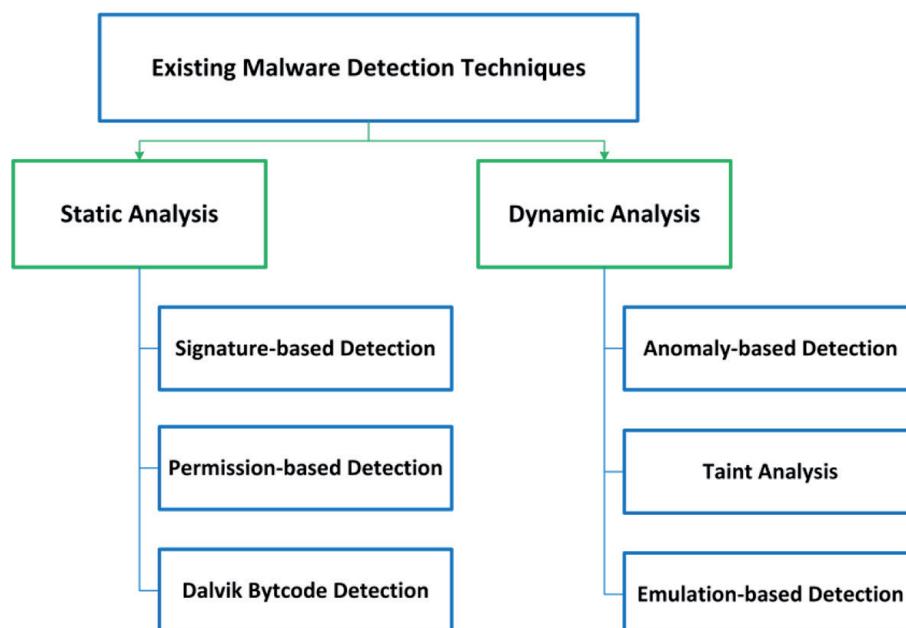 Existing Malware Detection Techniques
Static Analysis
Dynamic Analysis
Signature-based Detection
Anomaly-based Detection
Permission-based Detection
Taint Analysis
Dalvik Bytcode Detection
Emulation-based Detection